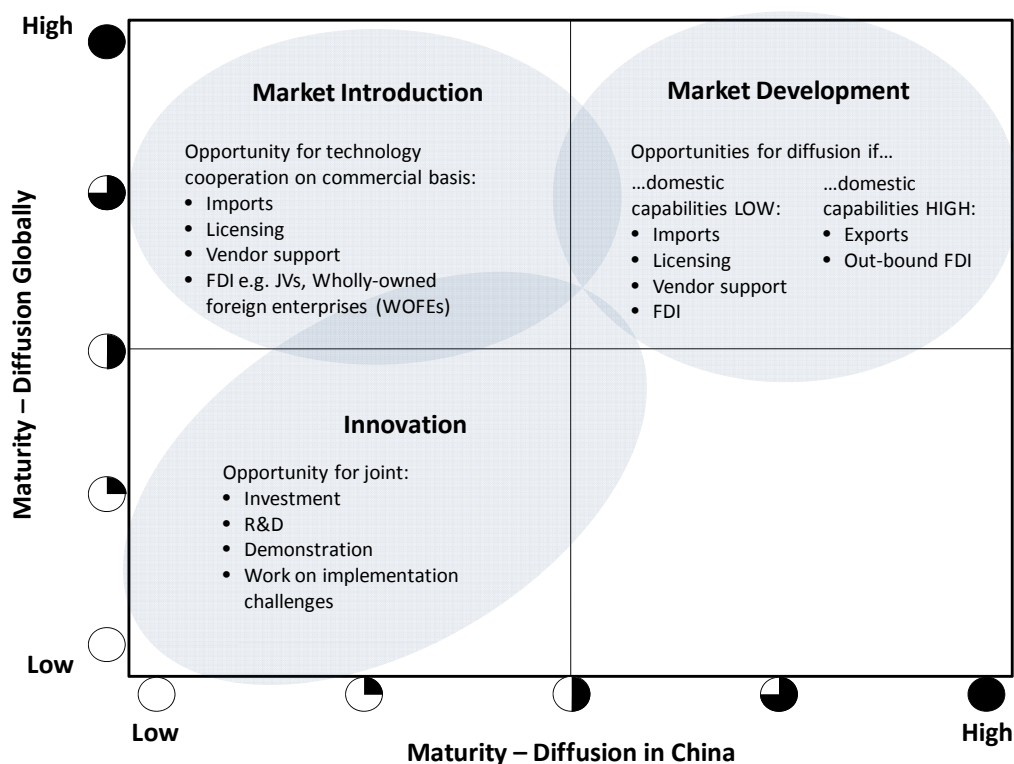 High
Market Introduction
Opportunity for technology
cooperation on commercial basis:
• Imports
• Licensing
• Vendor support
• FDI e.g. JVs, Wholly-owned
foreign enterprises (WOFEs)
Market Development
Opportunities for diffusion if…
…domestic
capabilities LOW:
• Imports
• Licensing
• Vendor support
• FDI
…domestic
capabilities HIGH:
• Exports
• Out-bound FDI
Maturity – Diffusion Globally
Innovation
Opportunity for joint:
• Investment
• R&D
• Demonstration
• Work on implementation
challenges
Low
Low
High
Maturity – Diffusion in China